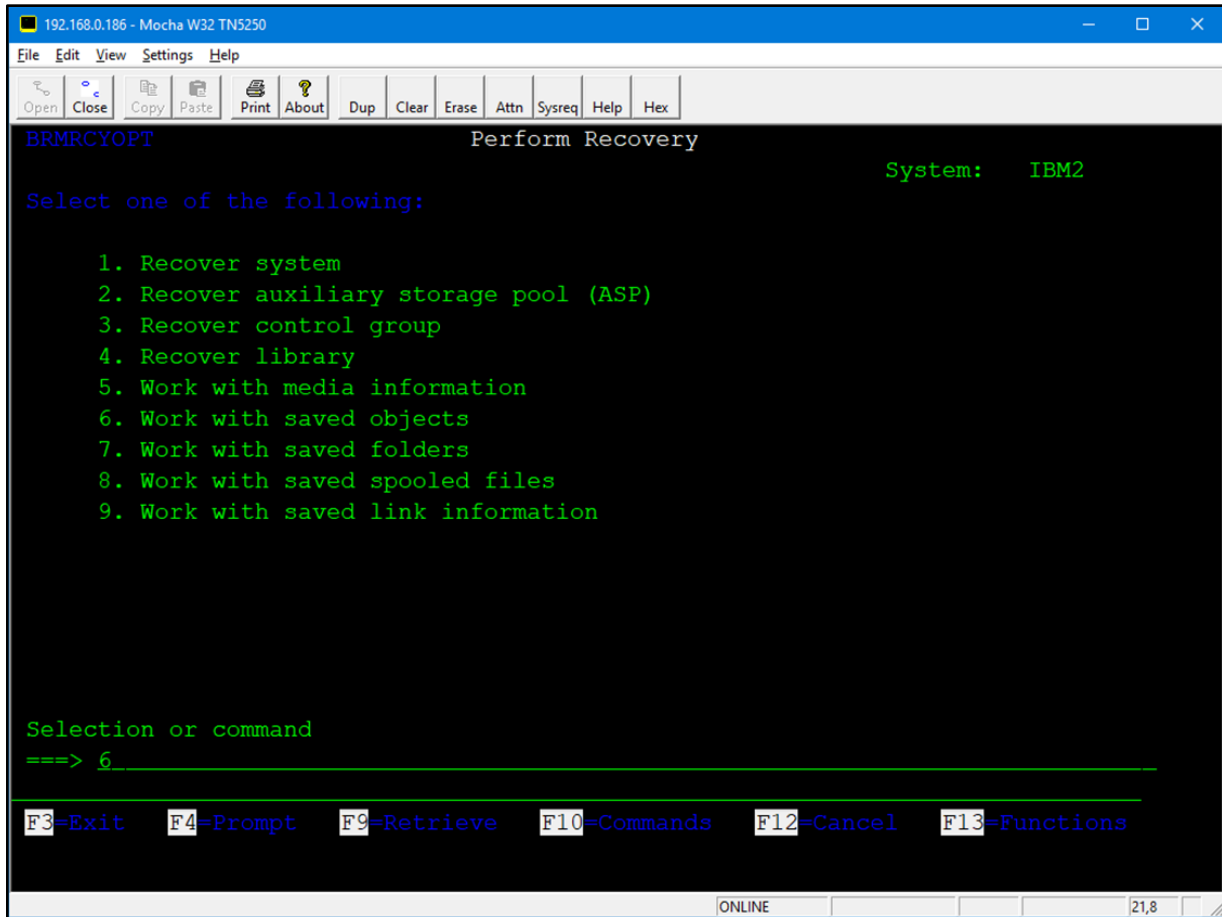 192.168.0.186 - Mocha W32 TN5250
File Edit View Settings Help
Open Close Copy Paste Print About Dup Clear Erase Attn Sysreq Help Hex
BRMRCYOPT Perform Recovery
System: IBM2
Select one of the following:
1. Recover system
2. Recover auxiliary storage pool (ASP)
3. Recover control group
4. Recover library
5. Work with media information
6. Work with saved objects
7. Work with saved folders
8. Work with saved spooled files
9. Work with saved link information
Selection or command
===> 6
F3=Exit F4=Prompt F9=Retrieve F10=Commands F12=Cancel F13=Functions
ONLINE 21,8